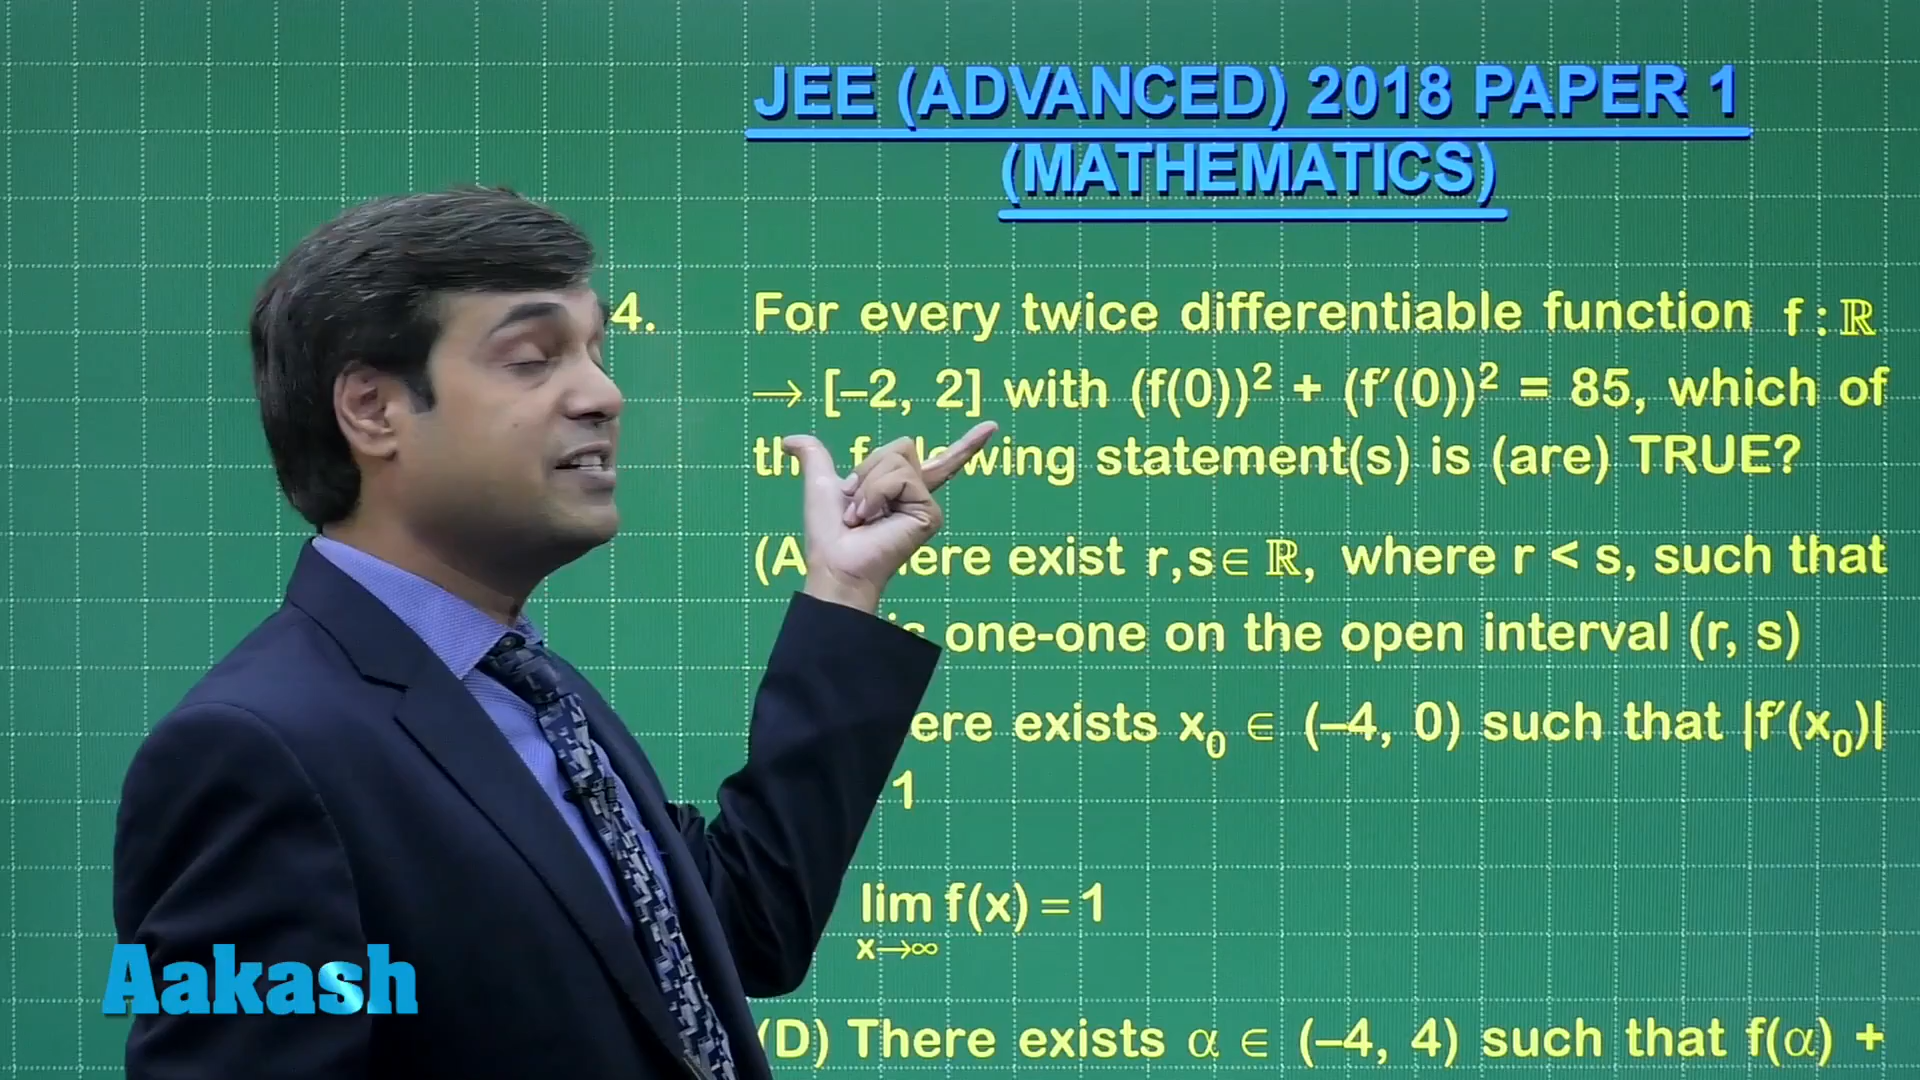 JEE (ADVANCED) 2018 PAPER 1
(MATHEMATICS)
4. For every twice differentiable function f : ℝ
→ [–2, 2] with (f(0))² + (f′(0))² = 85, which of
statement(s) is (are) TRUE?
exist r,s ∈ ℝ, where r < s, such that
one-one on the open interval (r, s)
exists x₀ ∈ (–4, 0) such that |f′(x₀)|
1
lim f(x) = 1
x→∞
(D) There exists α ∈ (–4, 4) such that f(α) +
Aakash